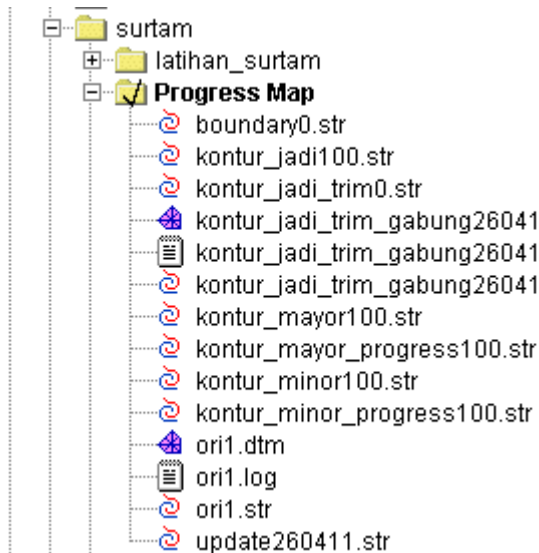 surtam
latihan_surtam
Progress Map
boundary0.str
kontur_jadi100.str
kontur_jadi_trim0.str
kontur_jadi_trim_gabung26041
kontur_jadi_trim_gabung26041
kontur_jadi_trim_gabung26041
kontur_mayor100.str
kontur_mayor_progress100.str
kontur_minor100.str
kontur_minor_progress100.str
ori1.dtm
ori1.log
ori1.str
update260411.str